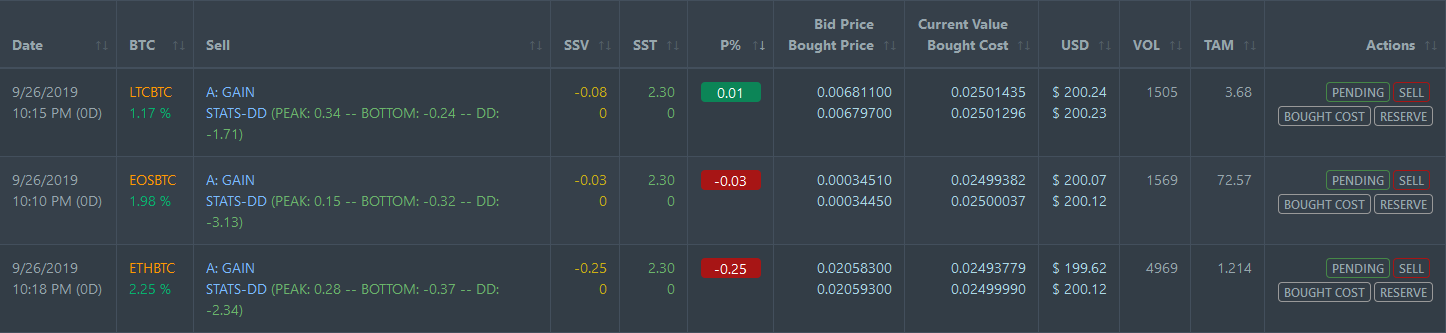 Date BTC Sell SSV SST P% Bid Price Bought Price Current Value Bought Cost USD VOL TAM Actions
9/26/2019 LTCBTC A: GAIN -0.08 2.30 0.01 0.00681100 0.02501435 $ 200.24 1505 3.68 PENDING SELL
10:15 PM (0D) 1.17 % STATS-DD (PEAK: 0.34 -- BOTTOM: -0.24 -- DD: 0 0 0.00679700 0.02501296 $ 200.23 BOUGHT COST RESERVE
-1.71)
9/26/2019 EOSBTC A: GAIN -0.03 2.30 -0.03 0.00034510 0.02499382 $ 200.07 1569 72.57 PENDING SELL
10:10 PM (0D) 1.98 % STATS-DD (PEAK: 0.15 -- BOTTOM: -0.32 -- DD: 0 0 0.00034450 0.02500037 $ 200.12 BOUGHT COST RESERVE
-3.13)
9/26/2019 ETHBTC A: GAIN -0.25 2.30 -0.25 0.02058300 0.02493779 $ 199.62 4969 1.214 PENDING SELL
10:18 PM (0D) 2.25 % STATS-DD (PEAK: 0.28 -- BOTTOM: -0.37 -- DD: 0 0 0.02059300 0.02499990 $ 200.12 BOUGHT COST RESERVE
-2.34)